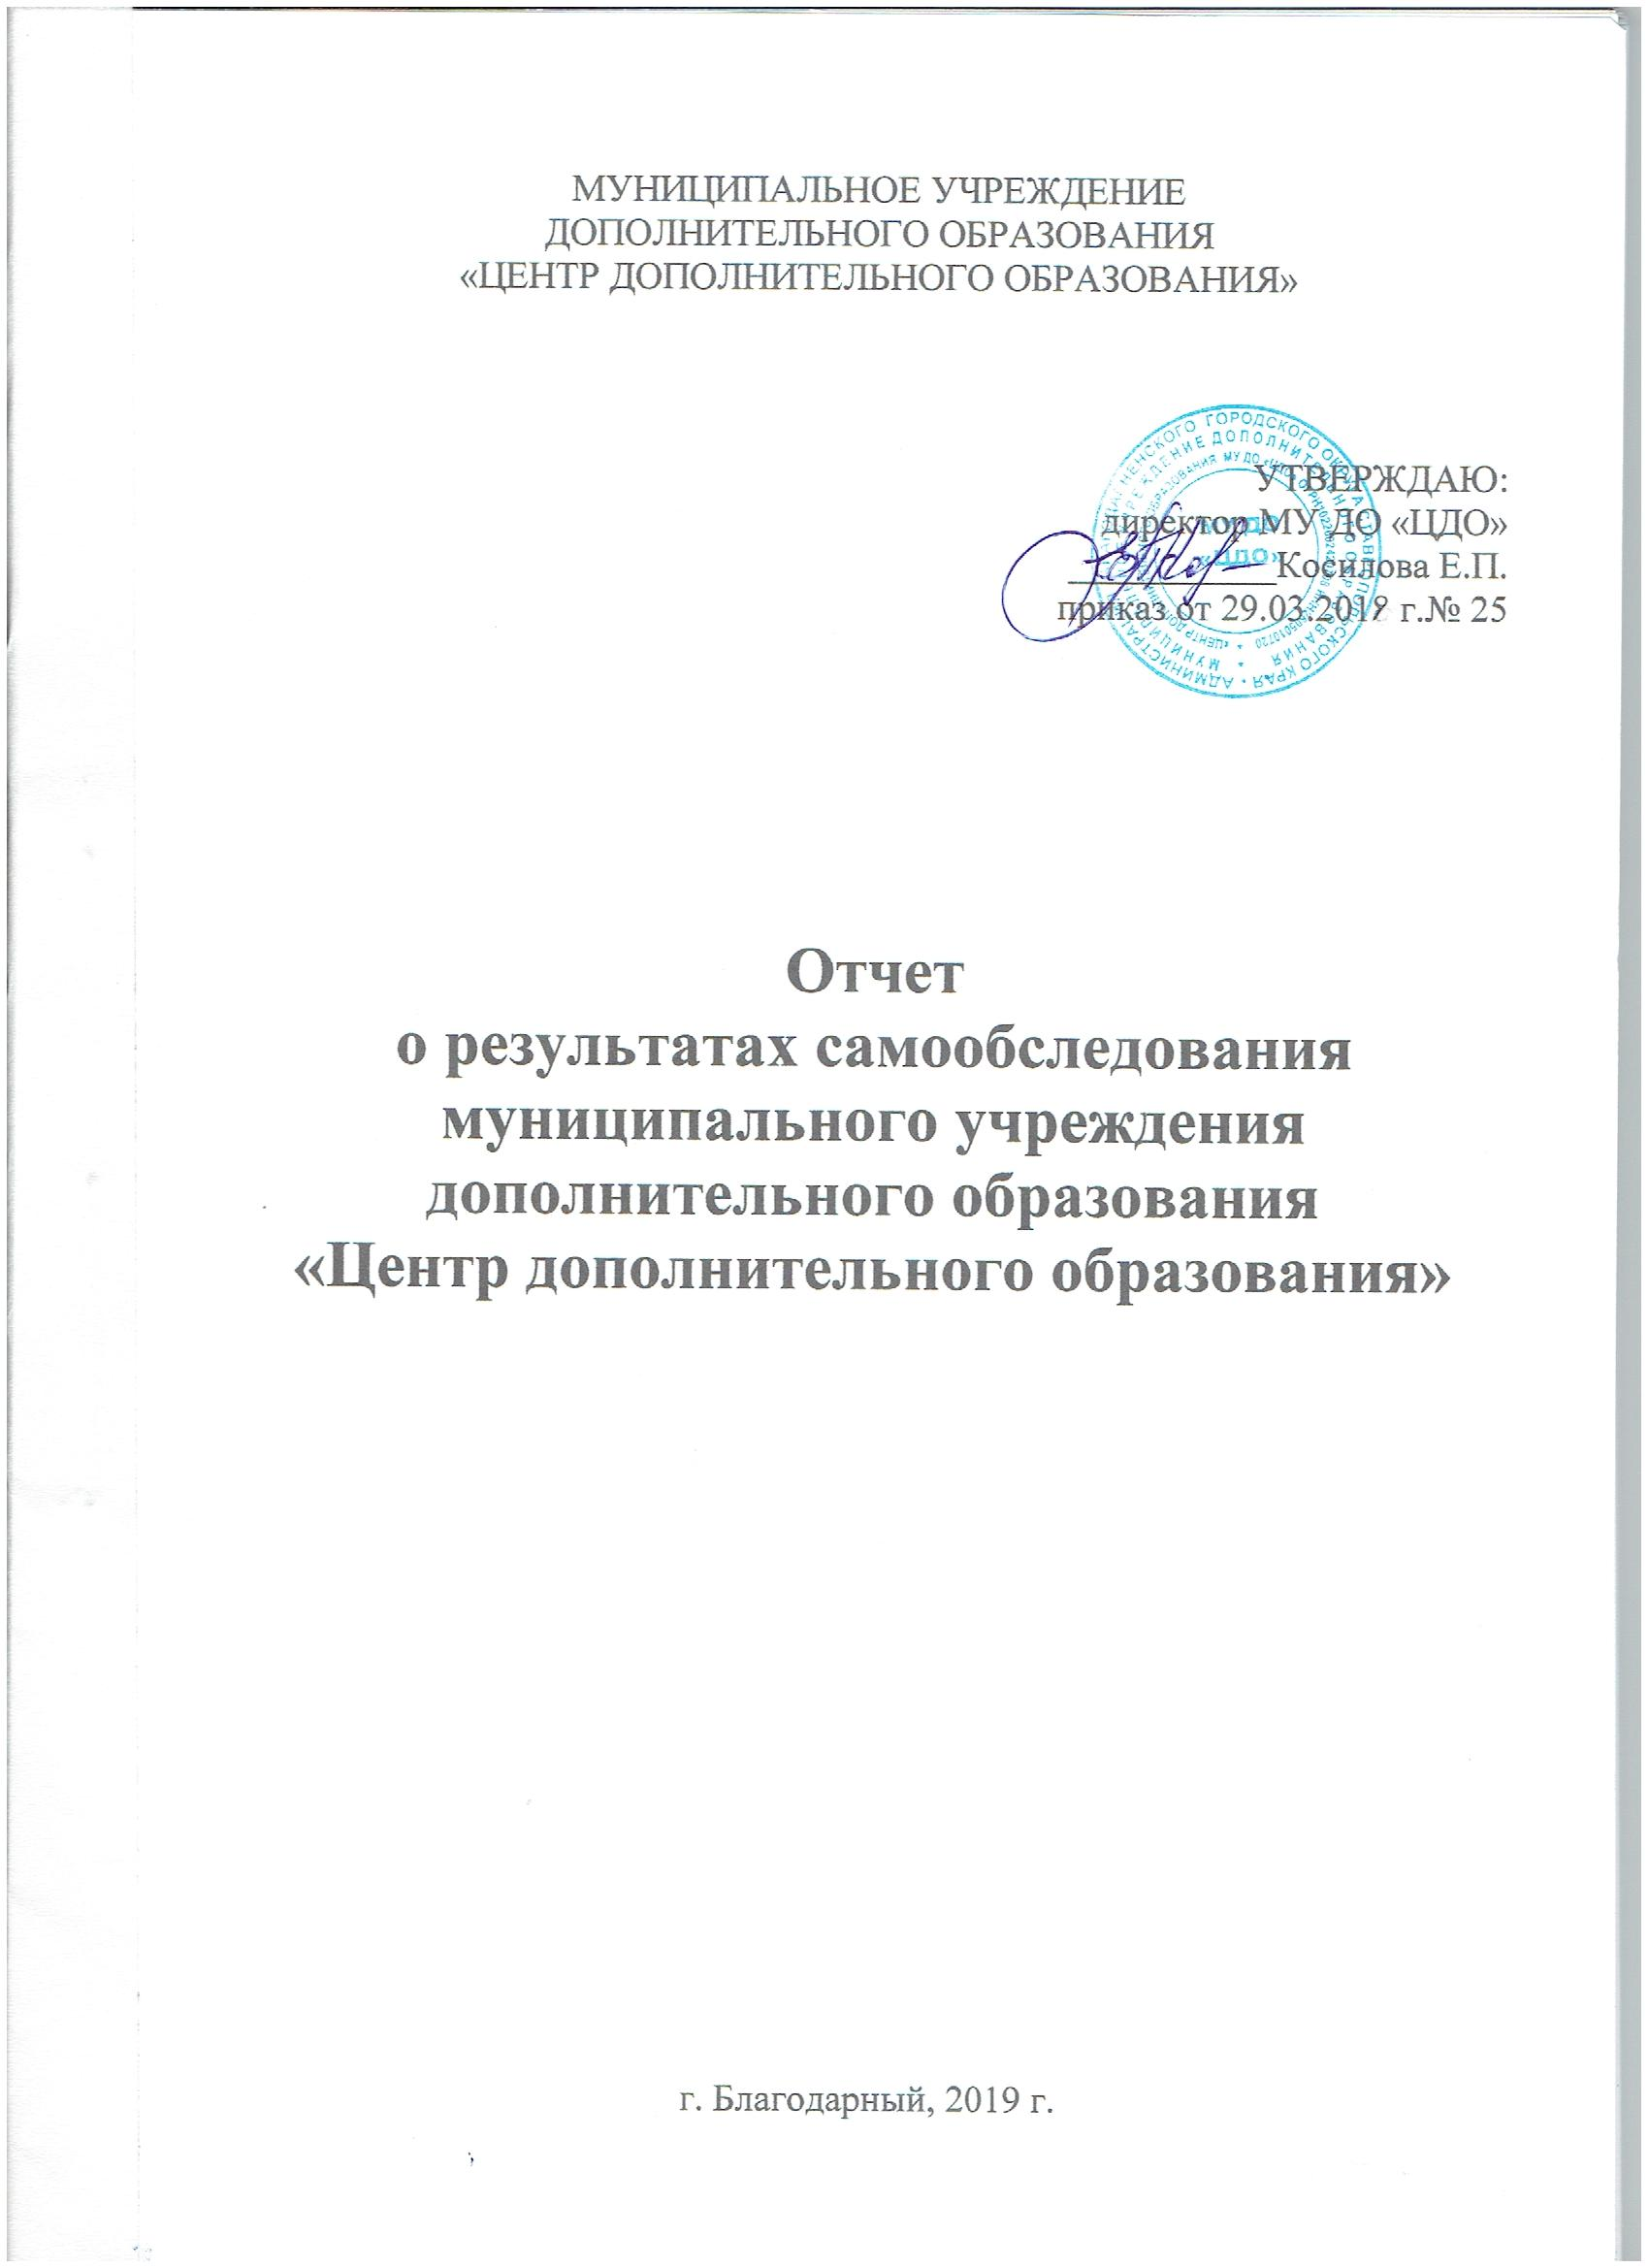 МУНИЦИПАЛЬНОЕ УЧРЕЖДЕНИЕ
ДОПОЛНИТЕЛЬНОГО ОБРАЗОВАНИЯ
«ЦЕНТР ДОПОЛНИТЕЛЬНОГО ОБРАЗОВАНИЯ»
УТВЕРЖДАЮ:
директор МУ ДО «ЦДО»
Косилова Е.П.
приказ от 29.03.2019 г.№ 25
Отчет
о результатах самообследования
муниципального учреждения
дополнительного образования
«Центр дополнительного образования»
г. Благодарный, 2019 г.